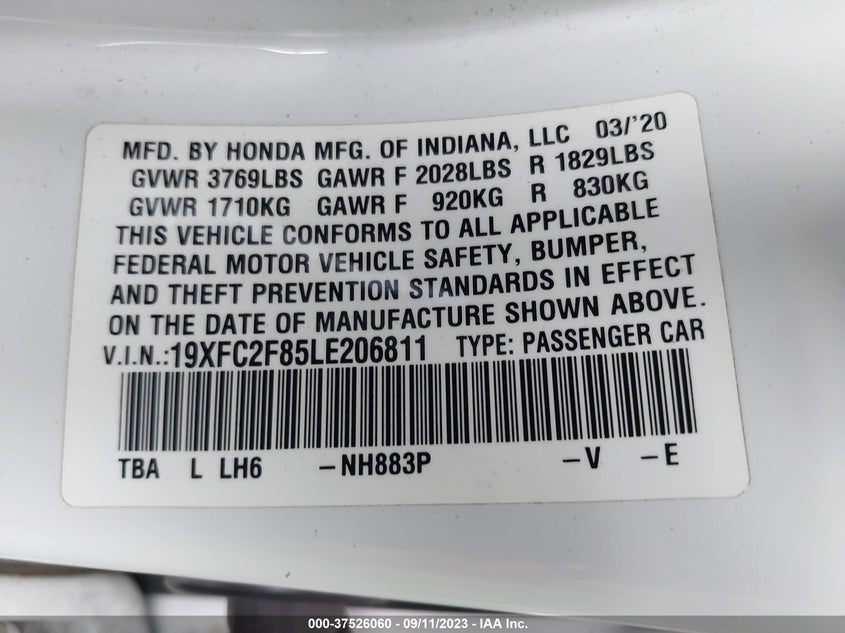 MFD. BY HONDA MFG. OF INDIANA, LLC 03/'20
GVWR 3769LBS GAWR F 2028LBS R 1829LBS
GVWR 1710KG GAWR F 920KG R 830KG
THIS VEHICLE CONFORMS TO ALL APPLICABLE
FEDERAL MOTOR VEHICLE SAFETY, BUMPER,
AND THEFT PREVENTION STANDARDS IN EFFECT
ON THE DATE OF MANUFACTURE SHOWN ABOVE.
V.I.N.:19XFC2F85LE206811 TYPE: PASSENGER CAR
TBA L LH6 –NH883P –V –E
000-37526060 - 09/11/2023 - IAA Inc.